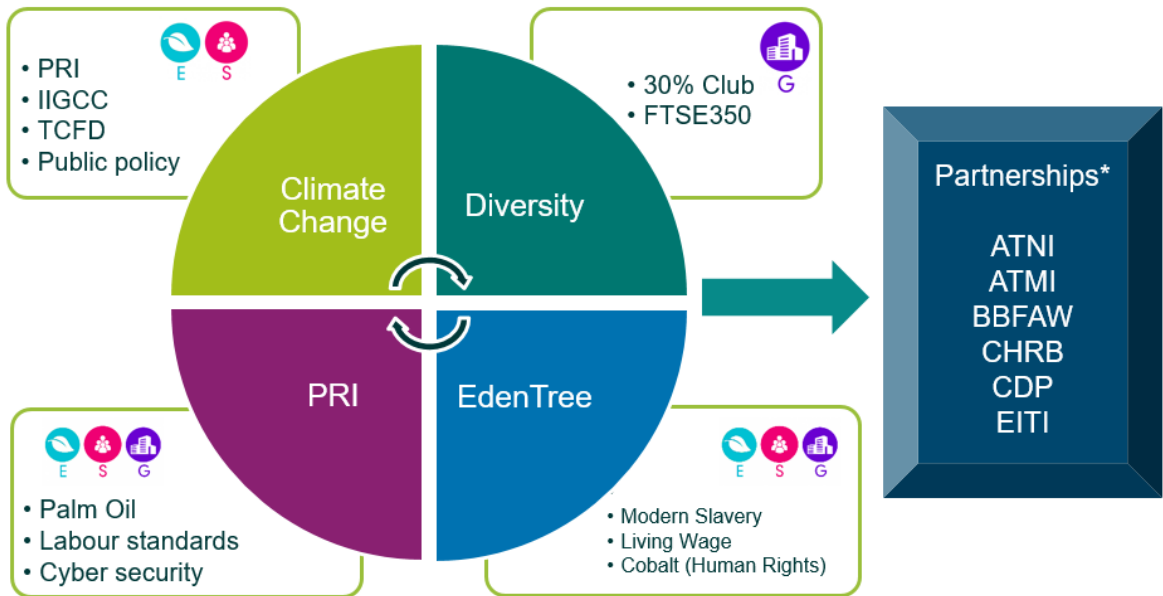 E S
• PRI
• IIGCC
• TCFD
• Public policy
Climate
Change
G
• 30% Club
• FTSE350
Diversity
PRI
E S G
• Palm Oil
• Labour standards
• Cyber security
EdenTree
E S G
• Modern Slavery
• Living Wage
• Cobalt (Human Rights)
Partnerships*
ATNI
ATMI
BBFAW
CHRB
CDP
EITI